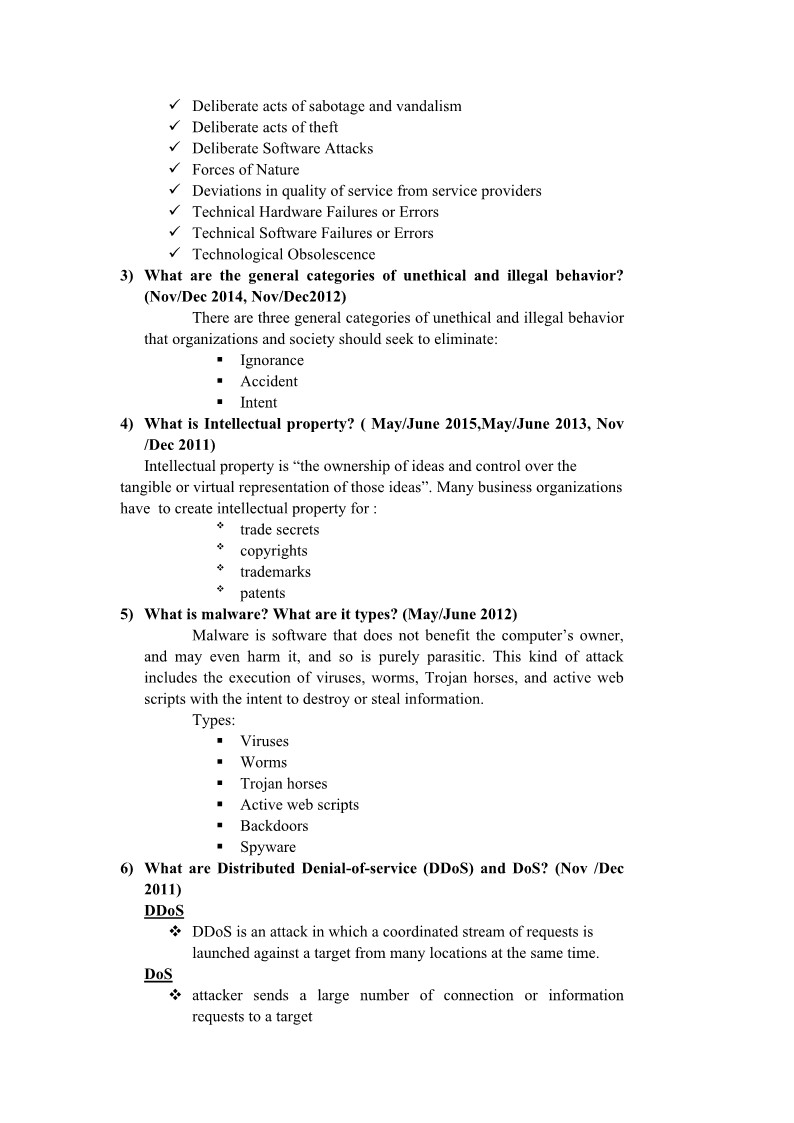 ✓ Deliberate acts of sabotage and vandalism
✓ Deliberate acts of theft
✓ Deliberate Software Attacks
✓ Forces of Nature
✓ Deviations in quality of service from service providers
✓ Technical Hardware Failures or Errors
✓ Technical Software Failures or Errors
✓ Technological Obsolescence
3) What are the general categories of unethical and illegal behavior?
(Nov/Dec 2014, Nov/Dec2012)
There are three general categories of unethical and illegal behavior
that organizations and society should seek to eliminate:
▪ Ignorance
▪ Accident
▪ Intent
4) What is Intellectual property? ( May/June 2015,May/June 2013, Nov
/Dec 2011)
Intellectual property is “the ownership of ideas and control over the
tangible or virtual representation of those ideas”. Many business organizations
have to create intellectual property for :
❖ trade secrets
❖ copyrights
❖ trademarks
❖ patents
5) What is malware? What are it types? (May/June 2012)
Malware is software that does not benefit the computer’s owner,
and may even harm it, and so is purely parasitic. This kind of attack
includes the execution of viruses, worms, Trojan horses, and active web
scripts with the intent to destroy or steal information.
Types:
▪ Viruses
▪ Worms
▪ Trojan horses
▪ Active web scripts
▪ Backdoors
▪ Spyware
6) What are Distributed Denial-of-service (DDoS) and DoS? (Nov /Dec
2011)
DDoS
❖ DDoS is an attack in which a coordinated stream of requests is
launched against a target from many locations at the same time.
DoS
❖ attacker sends a large number of connection or information
requests to a target